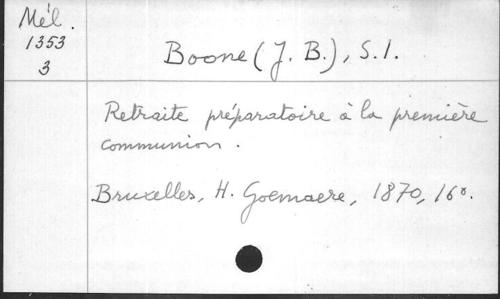 Mél.
1353
3
Boone (J. B.), S.I.
Retraite préparatoire à la première
communion.
Bruxelles, H. Goemaere, 1870, 16°.